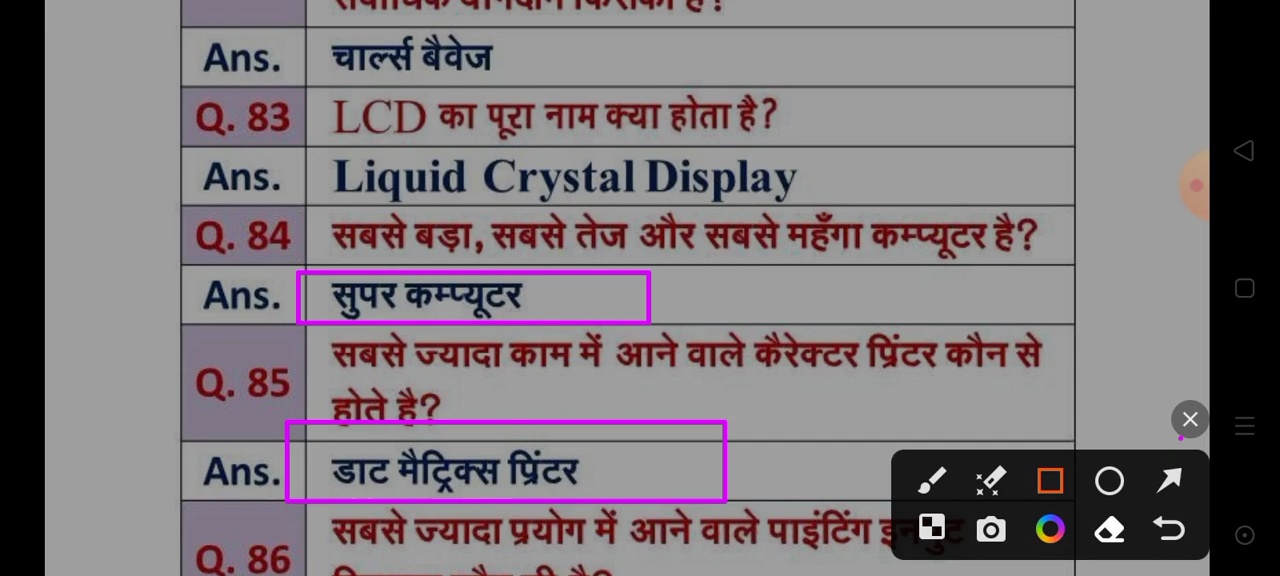 Ans. चार्ल्स बैवेज
Q. 83 LCD का पूरा नाम क्या होता है?
Ans. Liquid Crystal Display
Q. 84 सबसे बड़ा, सबसे तेज और सबसे महँगा कम्प्यूटर है?
Ans. सुपर कम्प्यूटर
Q. 85 सबसे ज्यादा काम में आने वाले कैरेक्टर प्रिंटर कौन से
होते है?
Ans. डाट मैट्रिक्स प्रिंटर
Q. 86 सबसे ज्यादा प्रयोग में आने वाले पाइंटिंग